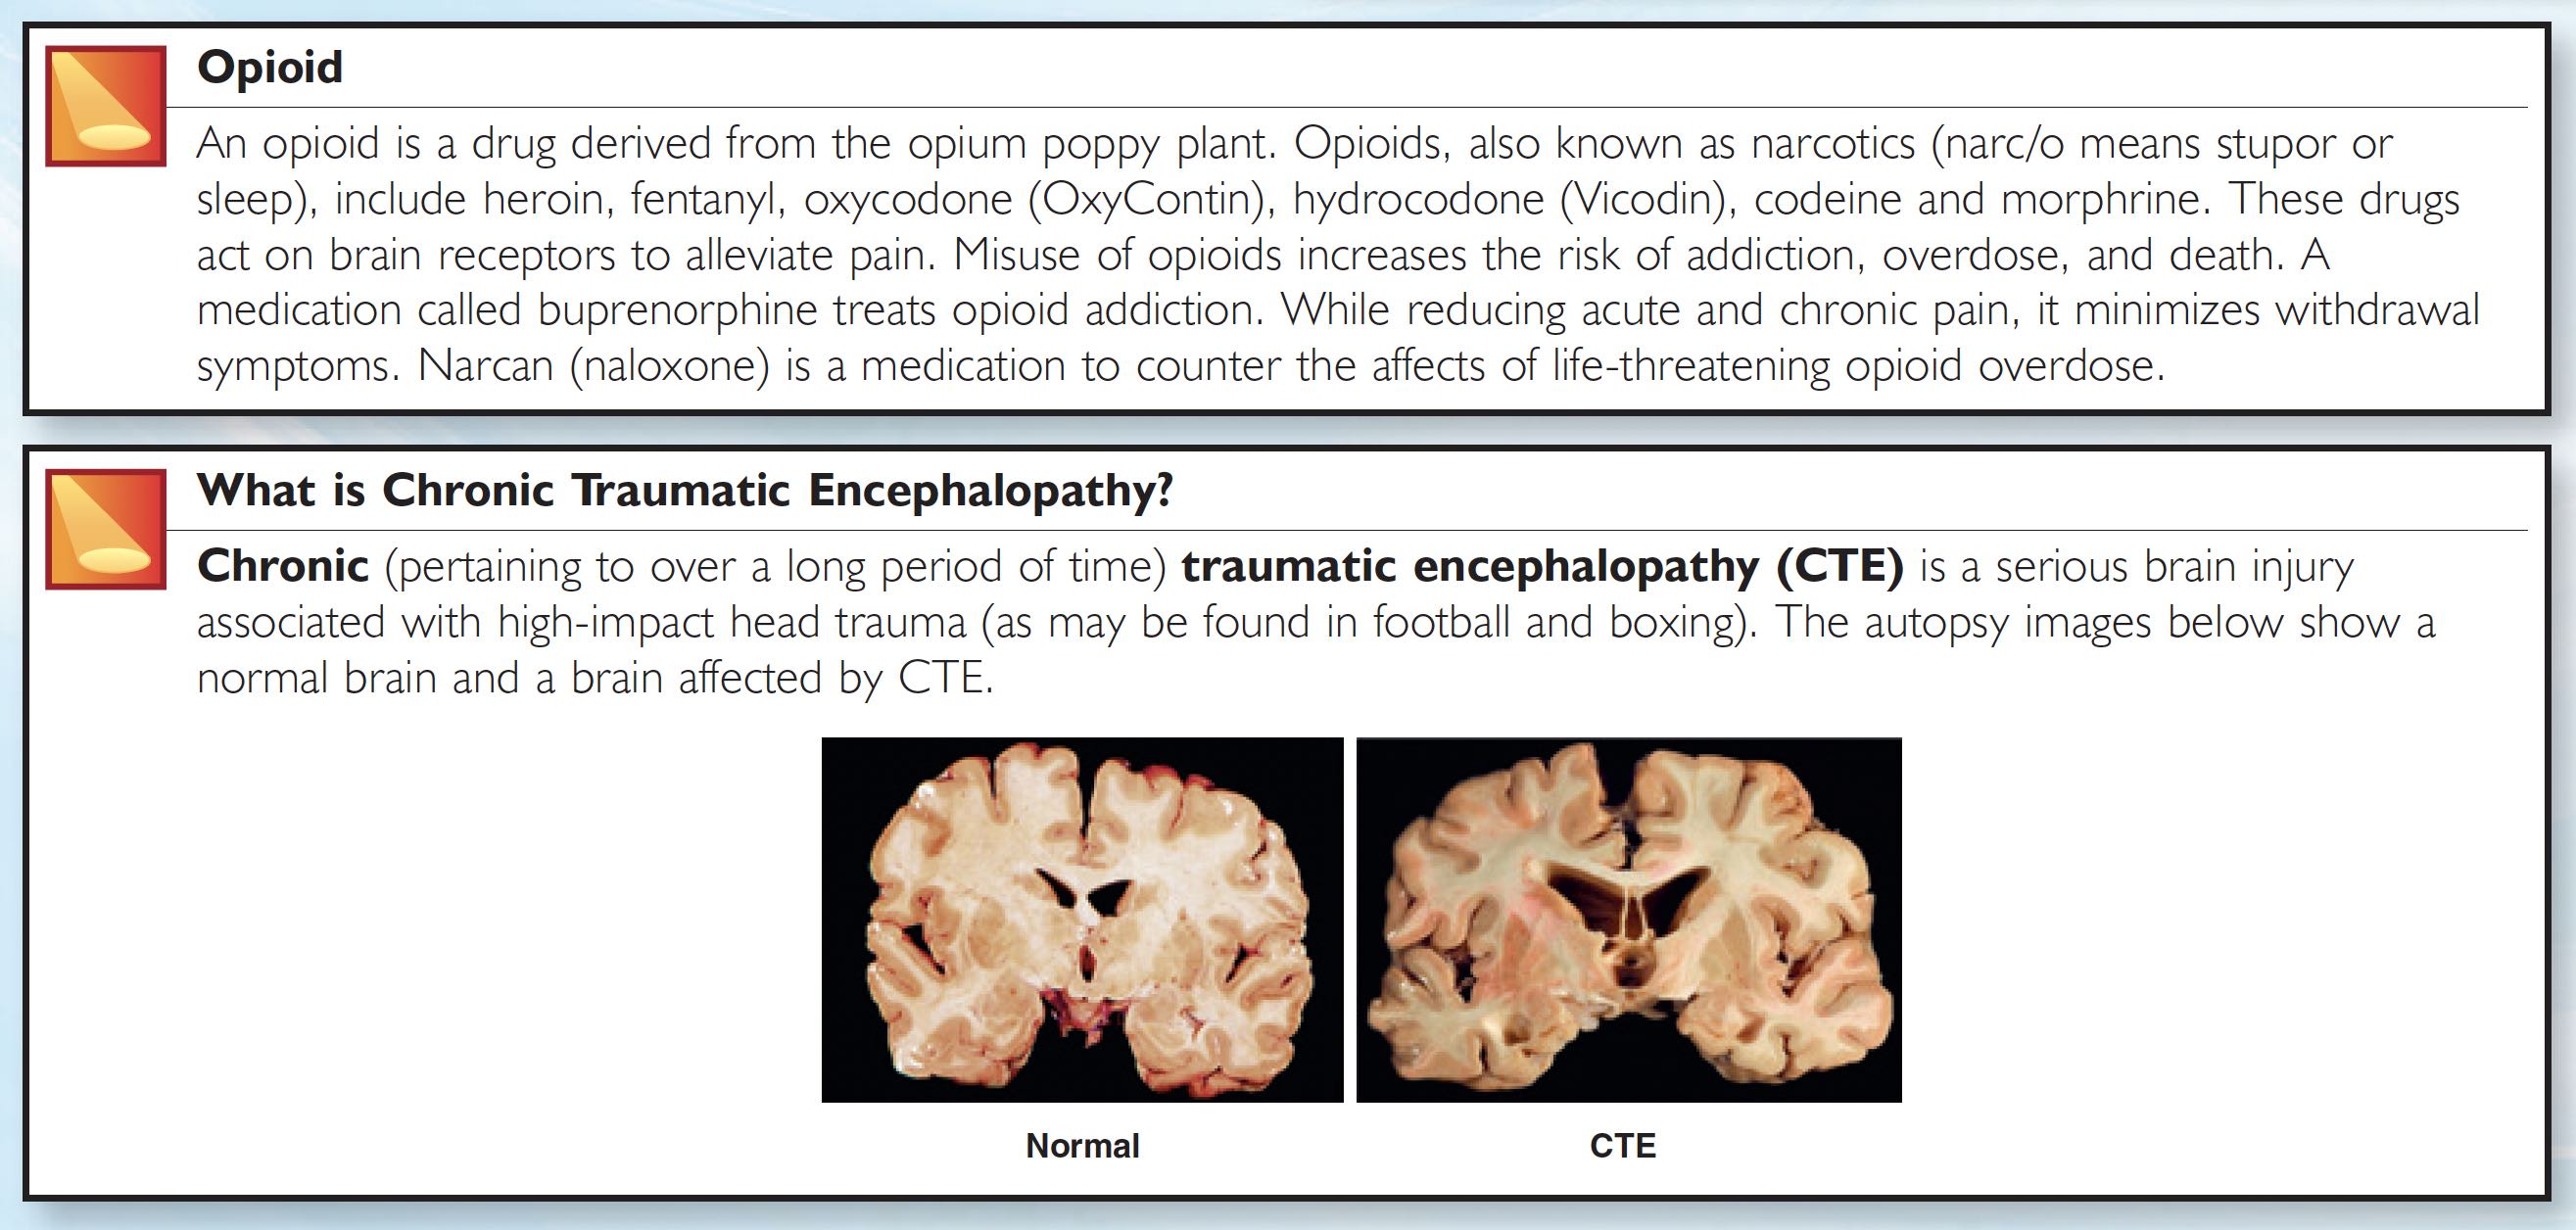 Opioid
An opioid is a drug derived from the opium poppy plant. Opioids, also known as narcotics (narc/o means stupor or
sleep), include heroin, fentanyl, oxycodone (OxyContin), hydrocodone (Vicodin), codeine and morphrine. These drugs
act on brain receptors to alleviate pain. Misuse of opioids increases the risk of addiction, overdose, and death. A
medication called buprenorphine treats opioid addiction. While reducing acute and chronic pain, it minimizes withdrawal
symptoms. Narcan (naloxone) is a medication to counter the affects of life-threatening opioid overdose.
What is Chronic Traumatic Encephalopathy?
Chronic (pertaining to over a long period of time) traumatic encephalopathy (CTE) is a serious brain injury
associated with high-impact head trauma (as may be found in football and boxing). The autopsy images below show a
normal brain and a brain affected by CTE.
Normal
CTE